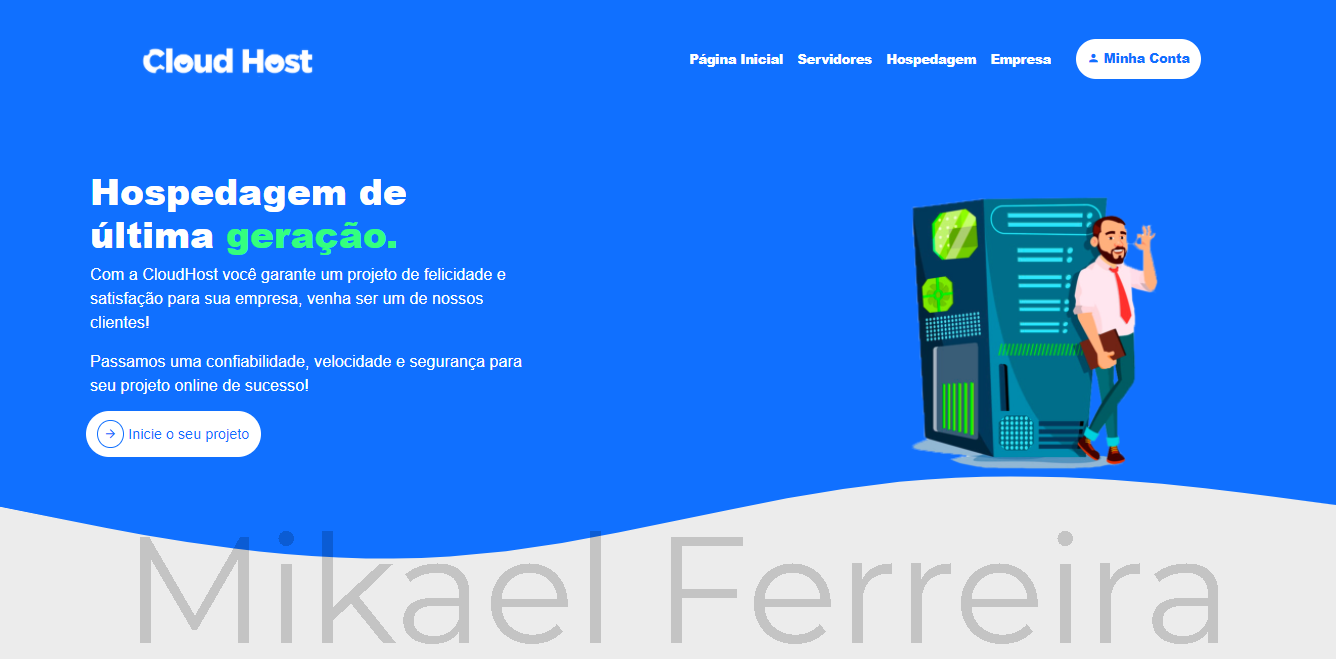 Cloud Host
Página Inicial Servidores Hospedagem Empresa Minha Conta
Hospedagem de
última geração.
Com a CloudHost você garante um projeto de felicidade e
satisfação para sua empresa, venha ser um de nossos
clientes!
Passamos uma confiabilidade, velocidade e segurança para
seu projeto online de sucesso!
Inicie o seu projeto
Mikael Ferreira